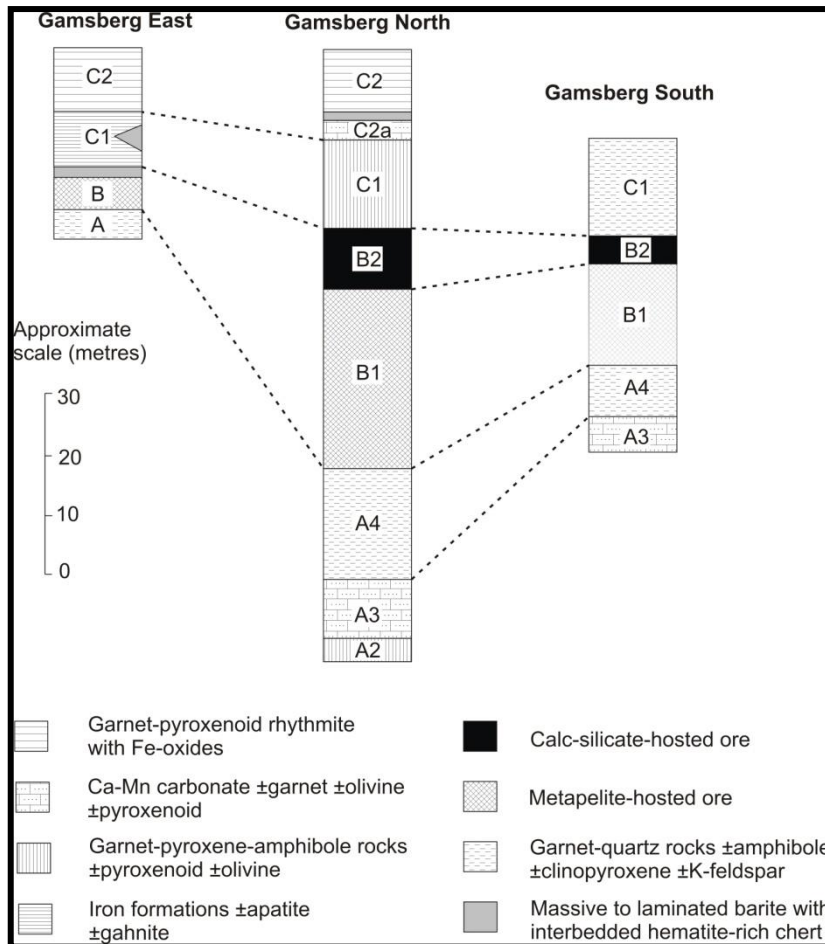 Gamsberg East
C2
C1
B
A
Gamsberg North
C2
C2a
C1
B2
B1
A4
A3
A2
Gamsberg South
C1
B2
B1
A4
A3
Approximate
scale (metres)
30
20
10
0
Garnet-pyroxenoid rhythmite
with Fe-oxides
Ca-Mn carbonate ±garnet ±olivine
±pyroxenoid
Garnet-pyroxene-amphibole rocks
±pyroxenoid ±olivine
Iron formations ±apatite
±gahnite
Calc-silicate-hosted ore
Metapelite-hosted ore
Garnet-quartz rocks ±amphibole
±clinopyroxene ±K-feldspar
Massive to laminated barite with
interbedded hematite-rich chert